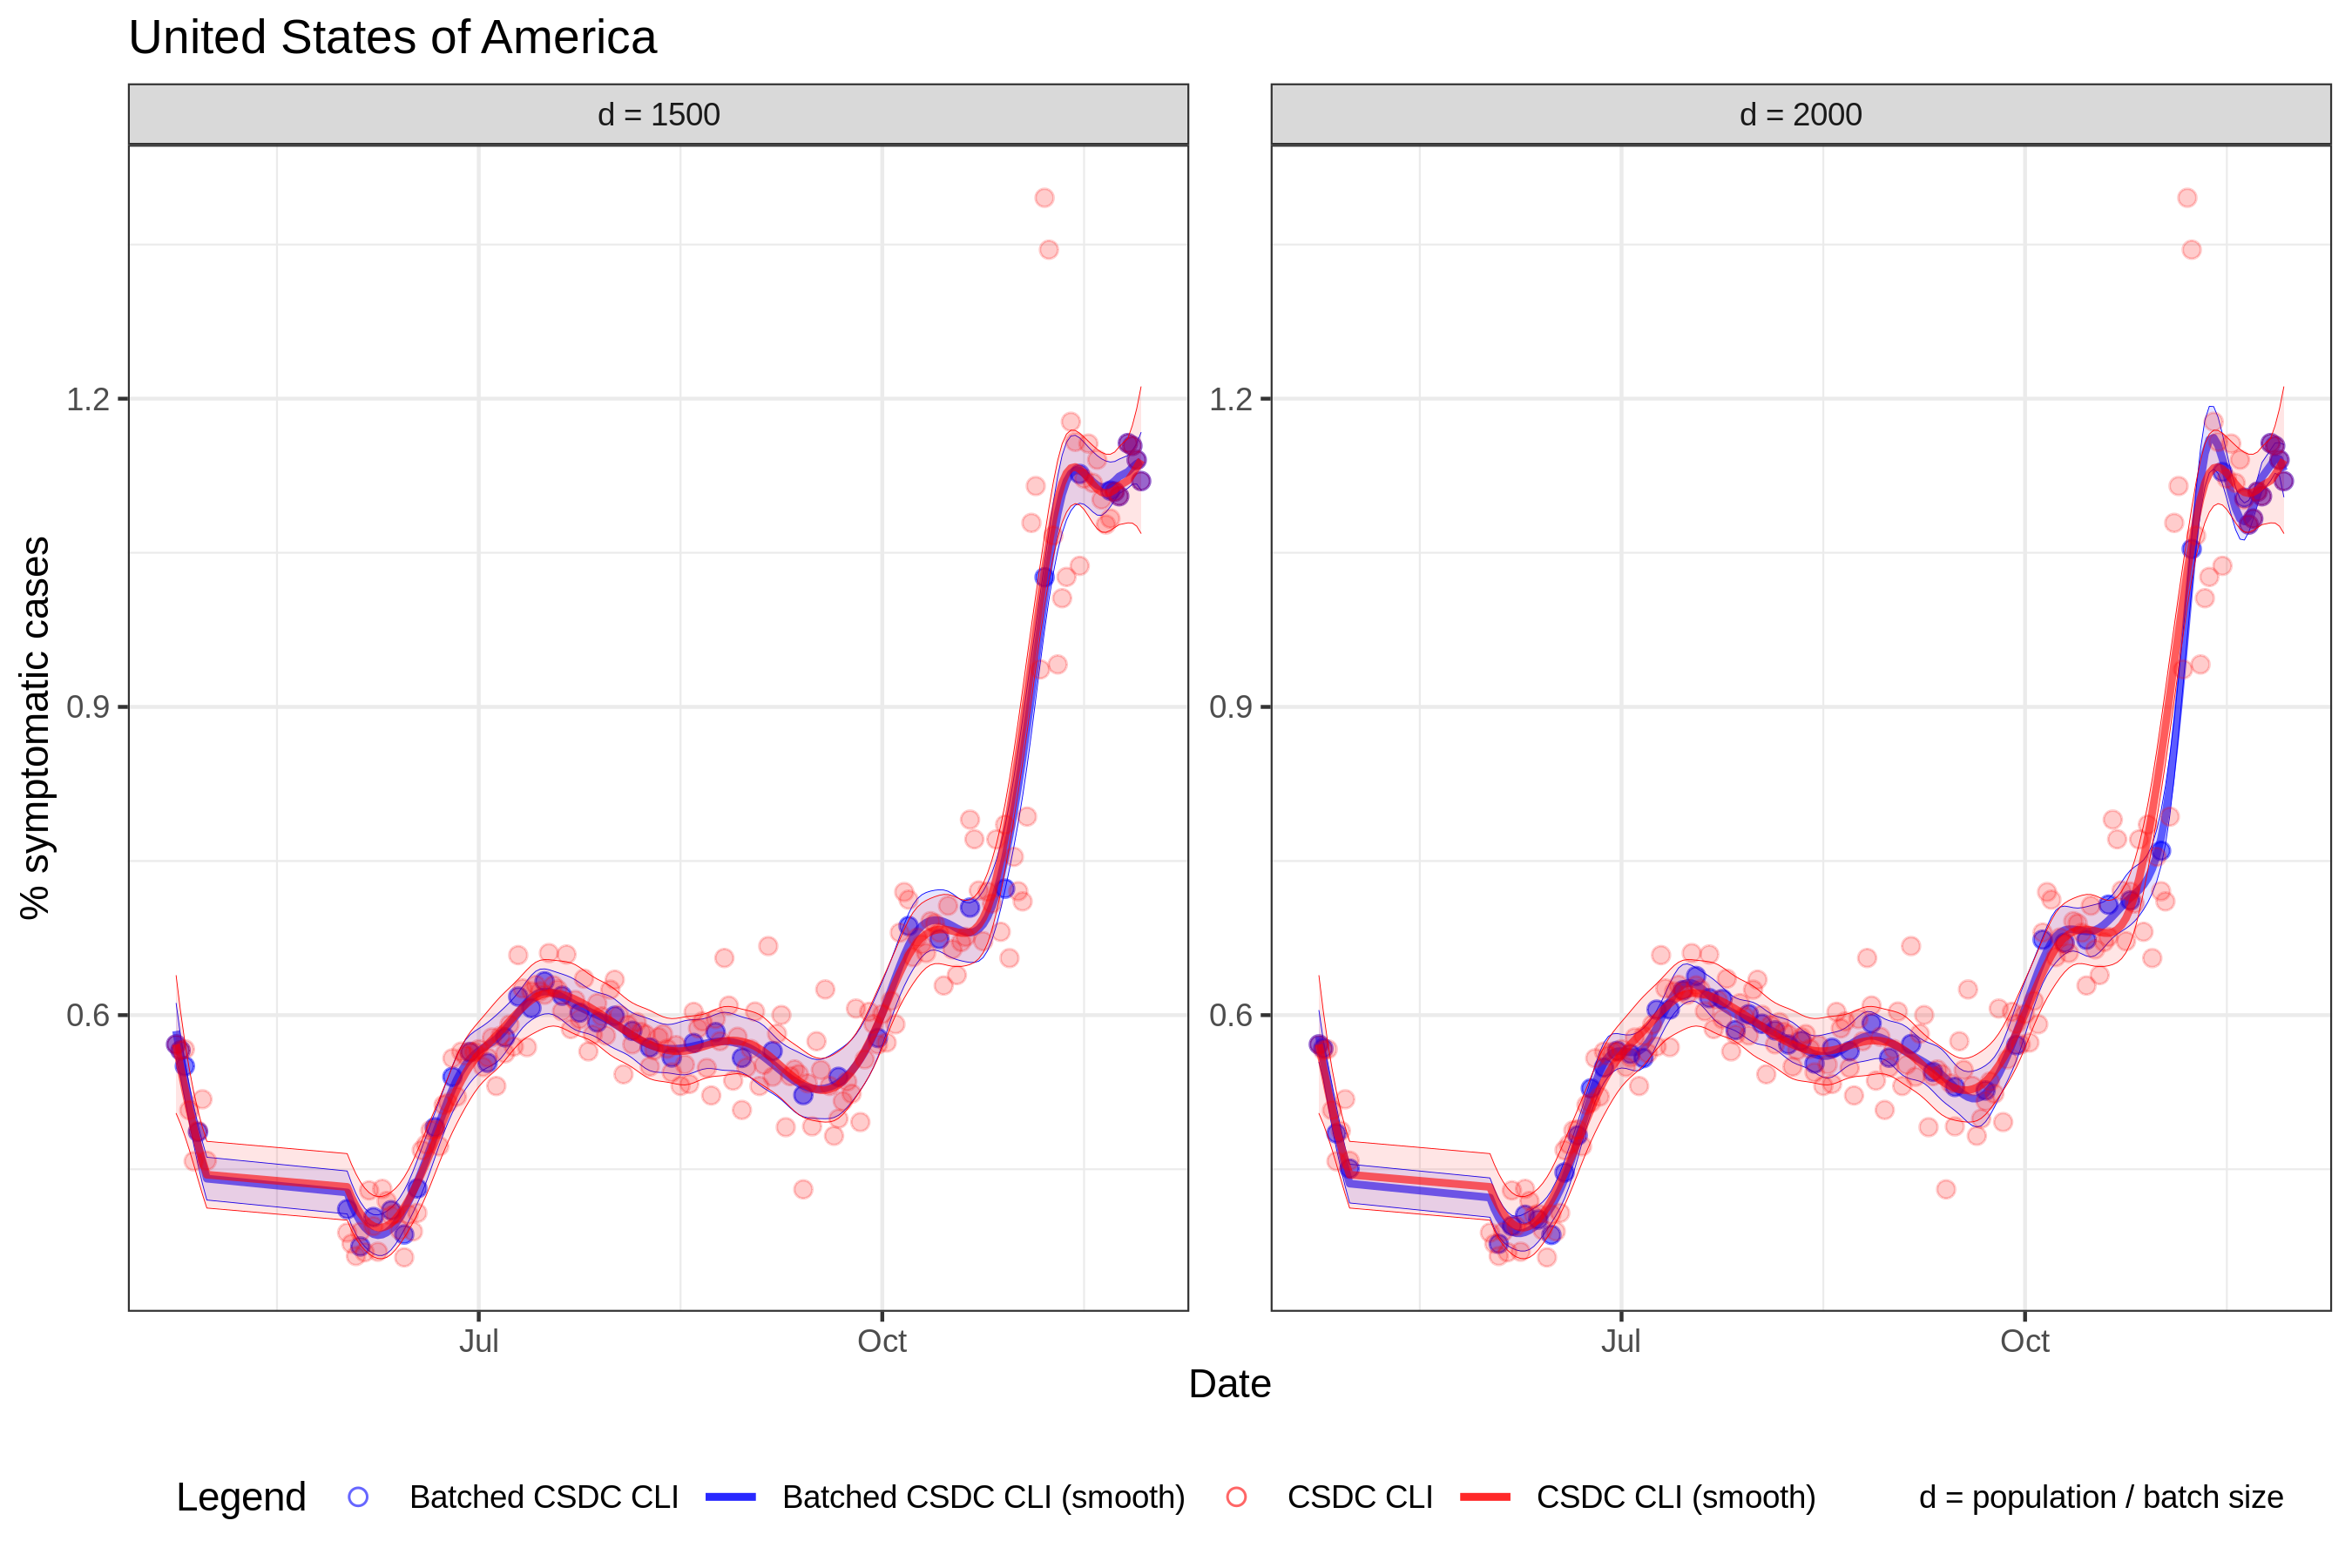 United States of America
d = 1500
d = 2000
% symptomatic cases
1.2
0.9
0.6
1.2
0.9
0.6
Jul
Oct
Jul
Oct
Date
Legend
Batched CSDC CLI
Batched CSDC CLI (smooth)
CSDC CLI
CSDC CLI (smooth)
d = population / batch size